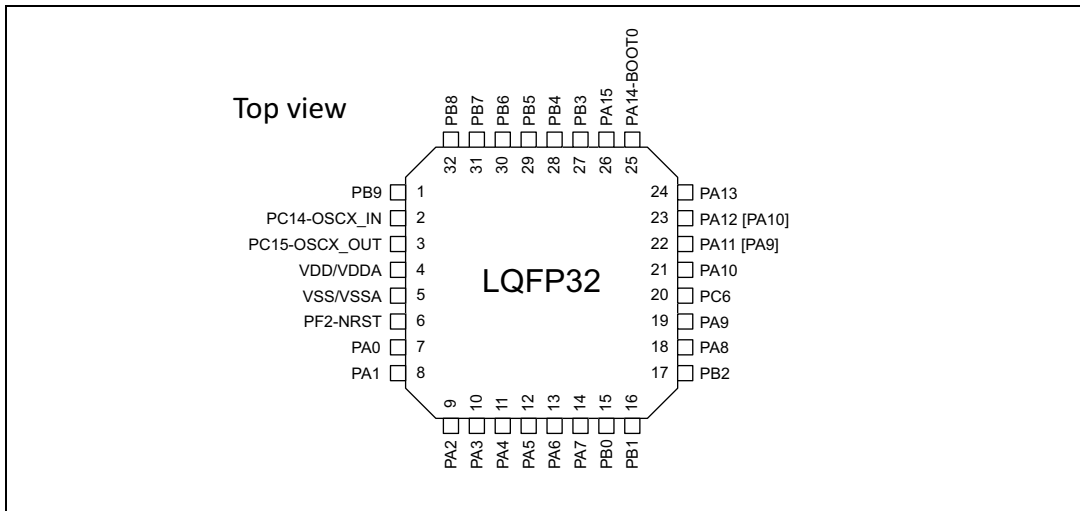 Top view
PB8
PB7
PB6
PB5
PB4
PB3
PA15
PA14-BOOT0
32
31
30
29
28
27
26
25
PB9 1
PC14-OSCX_IN 2
PC15-OSCX_OUT 3
VDD/VDDA 4
VSS/VSSA 5
PF2-NRST 6
PA0 7
PA1 8
LQFP32
24 PA13
23 PA12 [PA10]
22 PA11 [PA9]
21 PA10
20 PC6
19 PA9
18 PA8
17 PB2
9
10
11
12
13
14
15
16
PA2
PA3
PA4
PA5
PA6
PA7
PB0
PB1